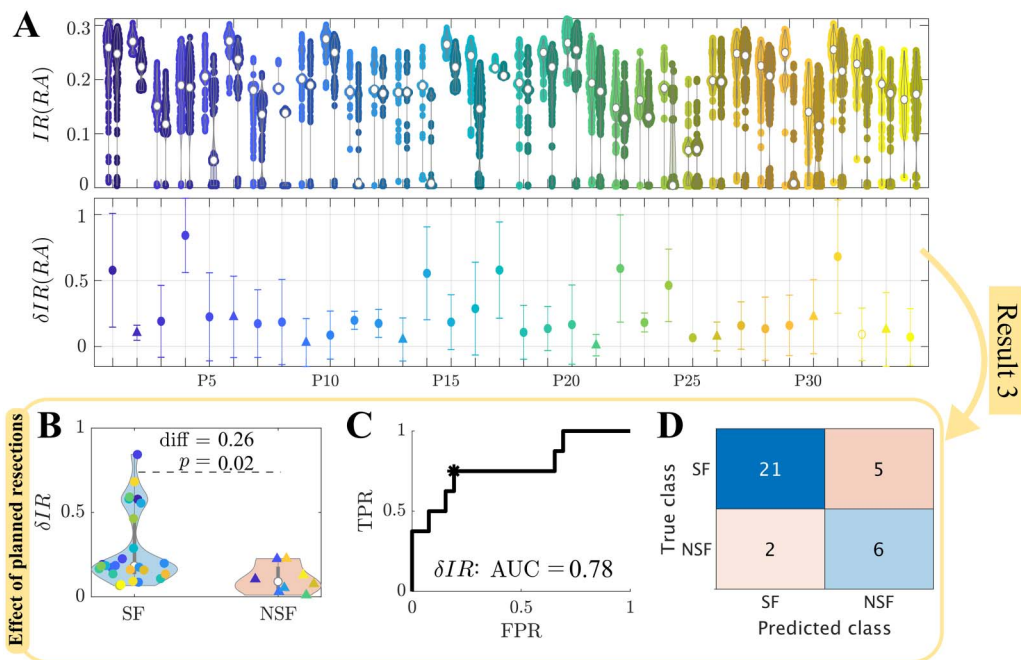 A
IR(RA)
0.3
0.2
0.1
0
δIR(RA)
1
0.5
0
P5 P10 P15 P20 P25 P30
Result 3
Effect of planned resections
B
δIR
1
0.5
0
diff = 0.26
p = 0.02
SF NSF
C
TPR
1
0.5
0
δIR: AUC = 0.78
0 0.5 1
FPR
D
True class
SF 21 5
NSF 2 6
SF NSF
Predicted class